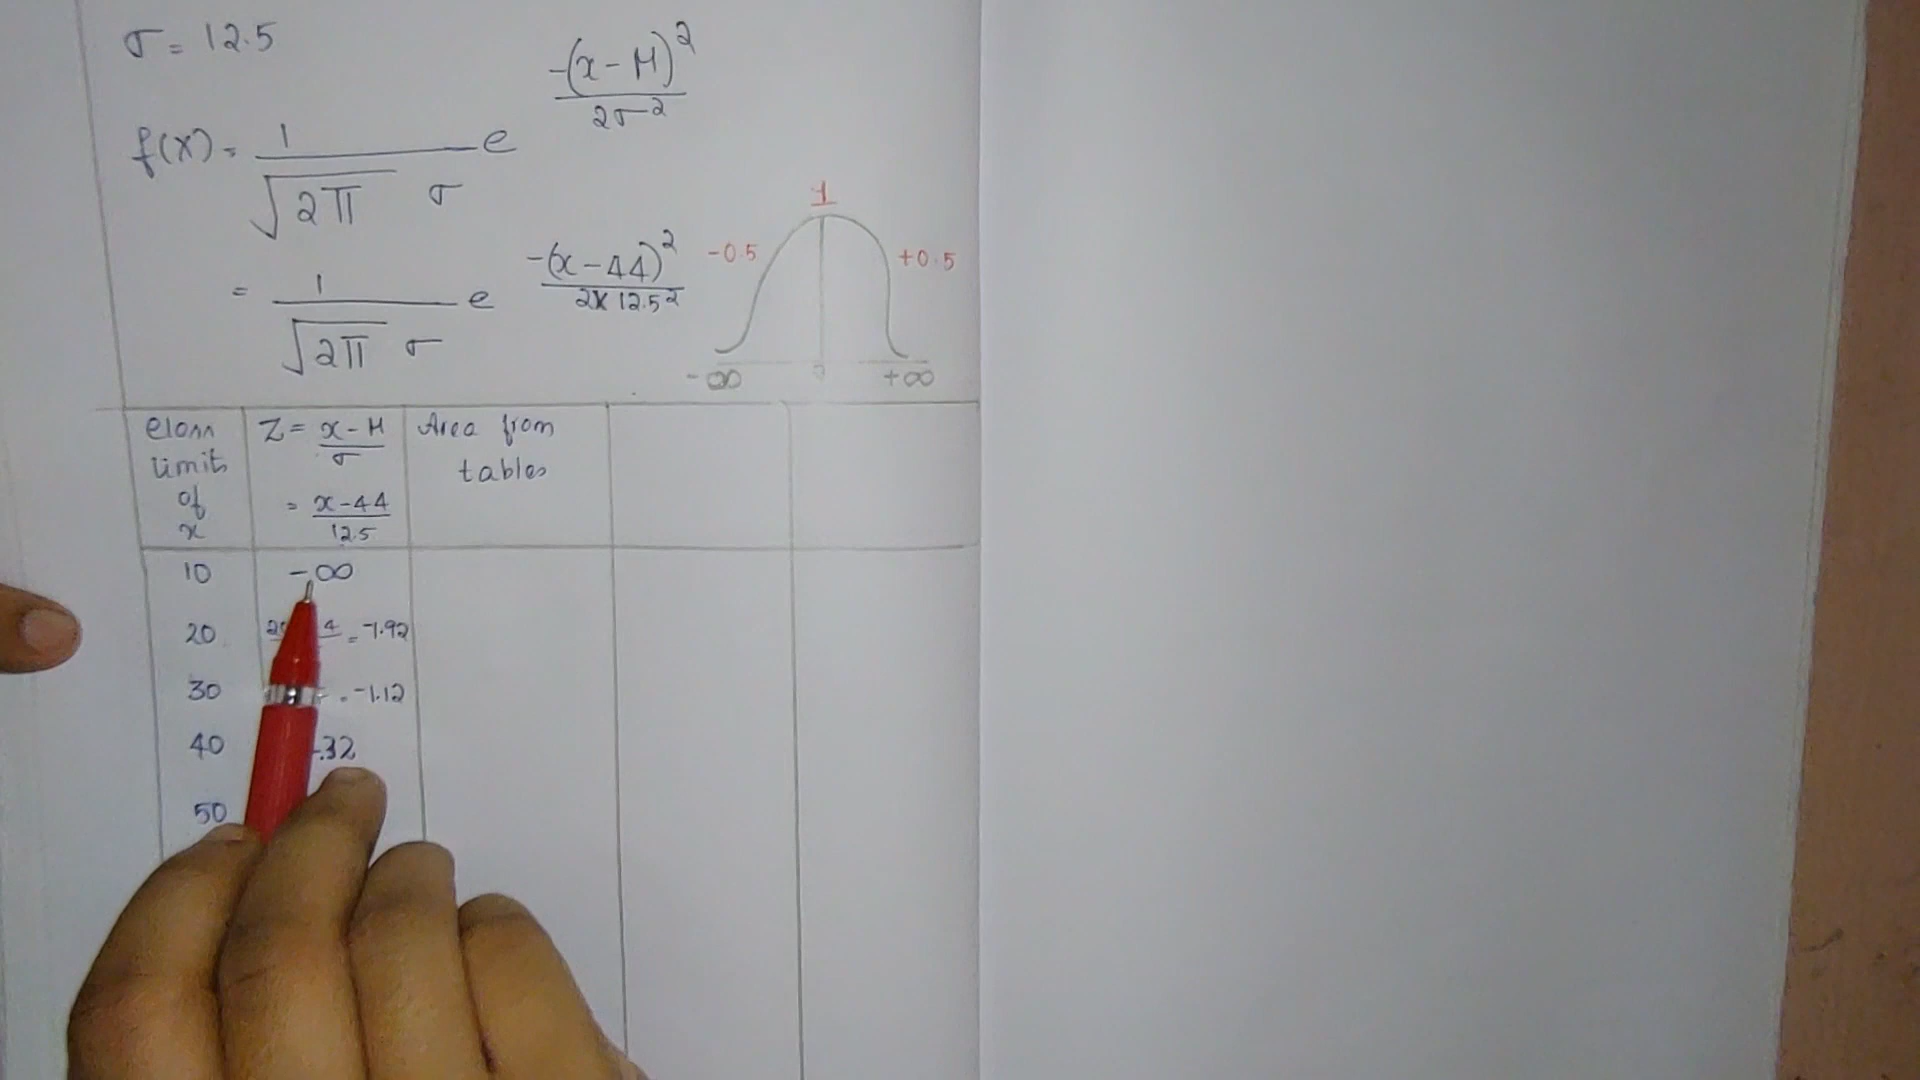 σ = 12.5
f(X) = 1 / √2π σ e -(x-μ)² / 2σ²
= 1 / √2π σ e -(x-44)² / 2×12.5²
1
-0.5 +0.5
-∞ 0 +∞
class limits of x
Z = x-μ / σ
= x-44 / 12.5
Area from
tables
10 -∞
20 = -1.92
30 = -1.12
40 .32
50